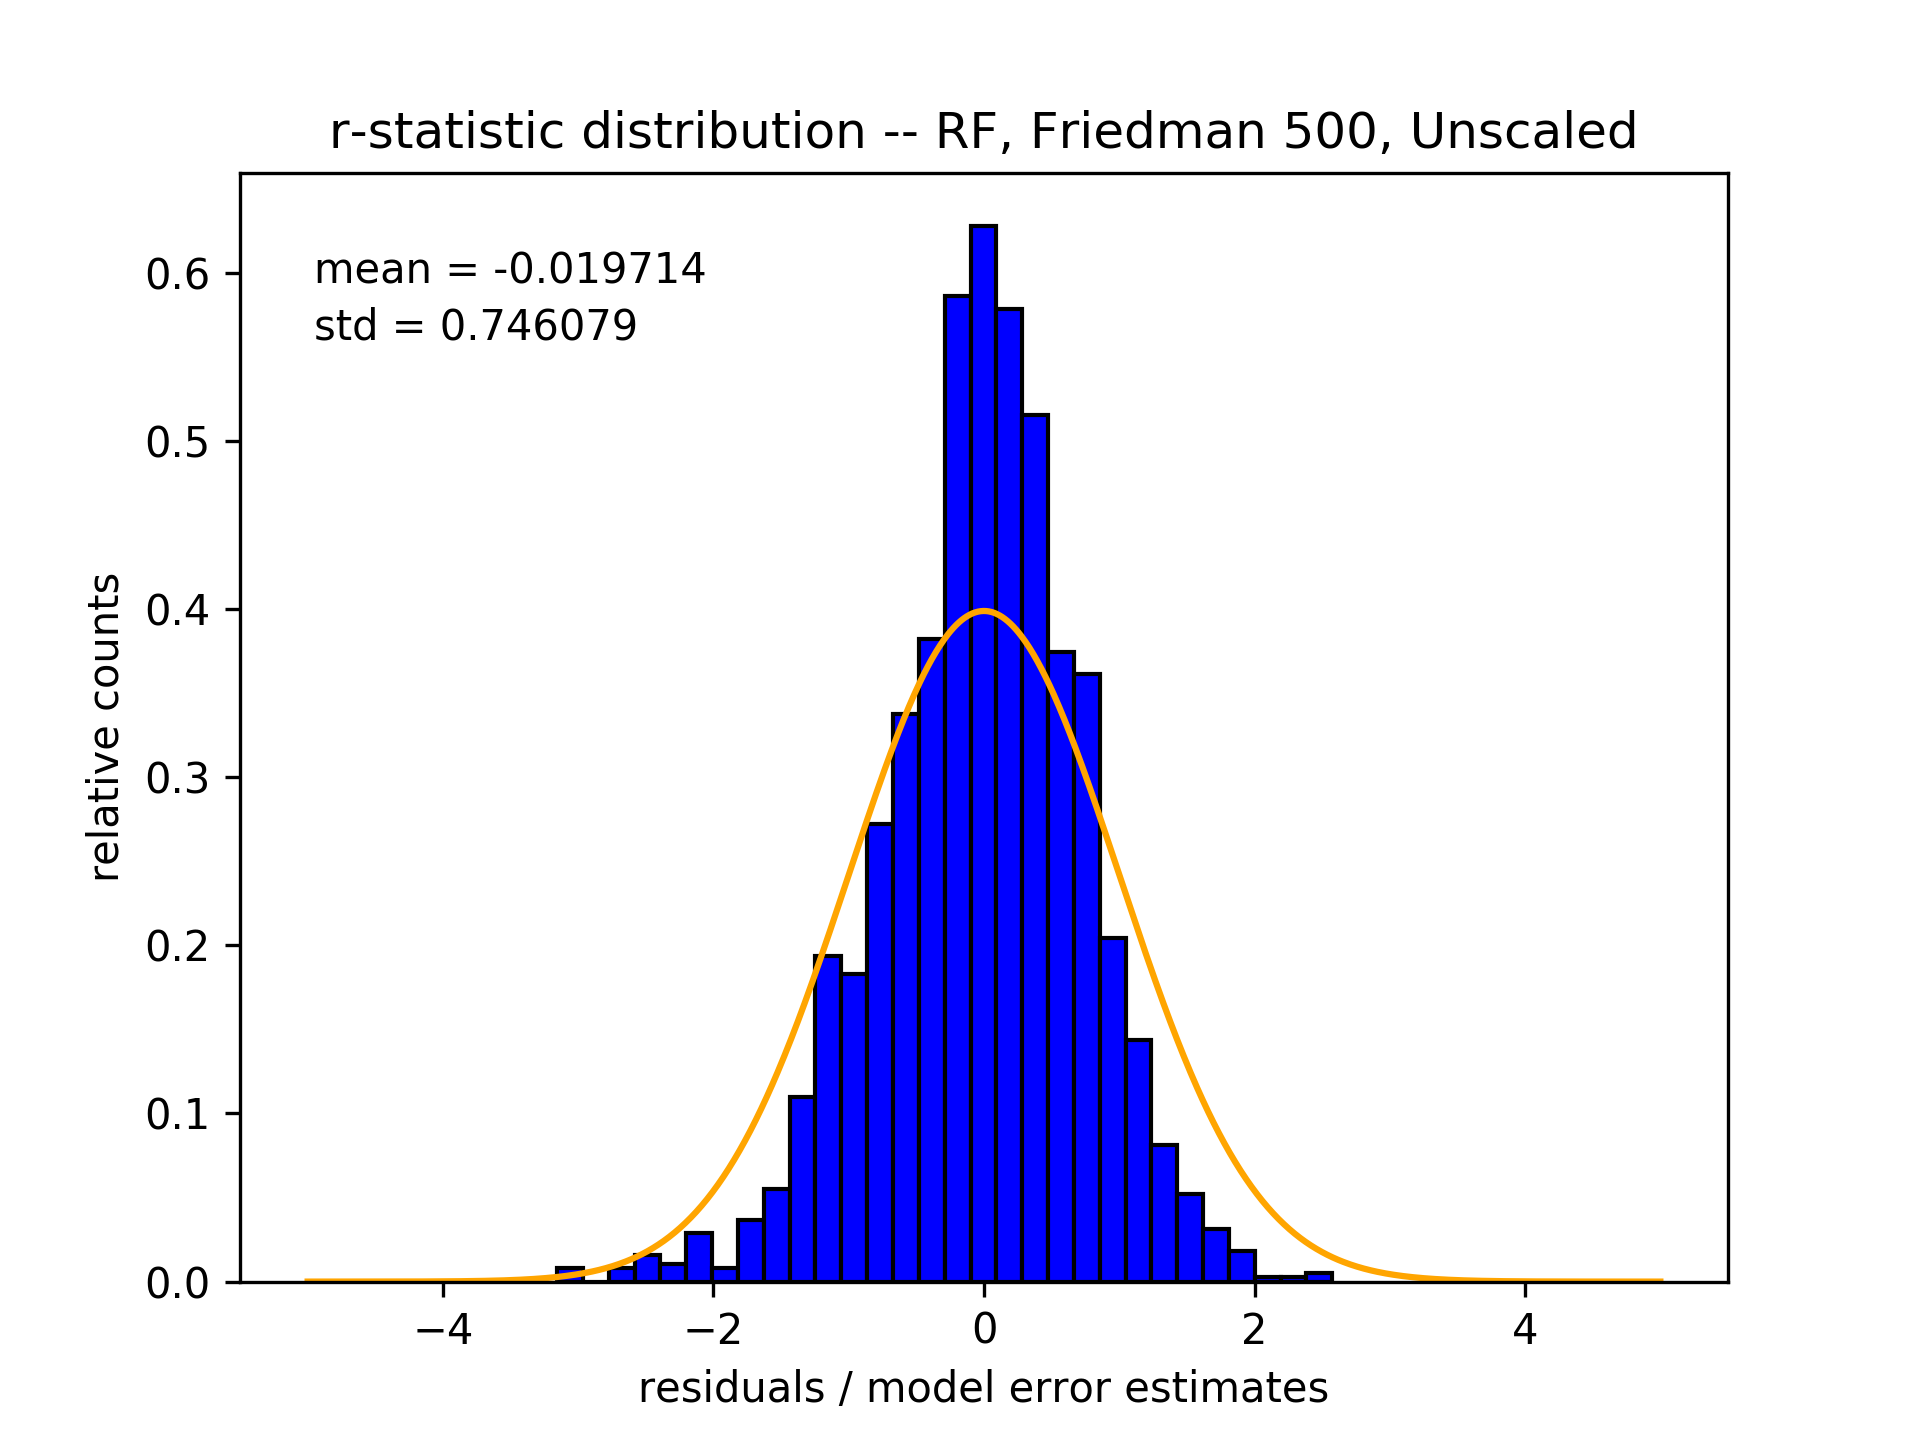 r-statistic distribution -- RF, Friedman 500, Unscaled
mean = -0.019714
std = 0.746079
relative counts
0.6
0.5
0.4
0.3
0.2
0.1
0.0
−4 −2 0 2 4
residuals / model error estimates